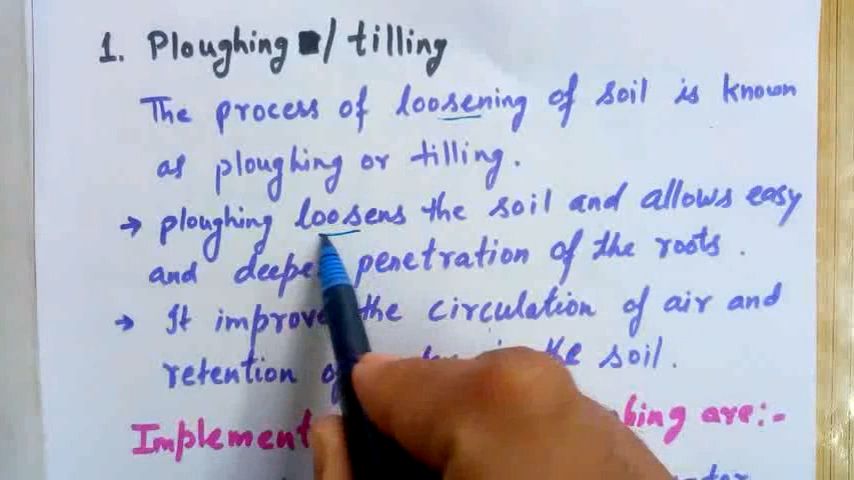 1. Ploughing / tilling
The process of loosening of soil is known
as ploughing or tilling.
→ ploughing loosens the soil and allows easy
and deeper penetration of the roots.
→ It improve the circulation of air and
retention in the soil.
Implement are:-